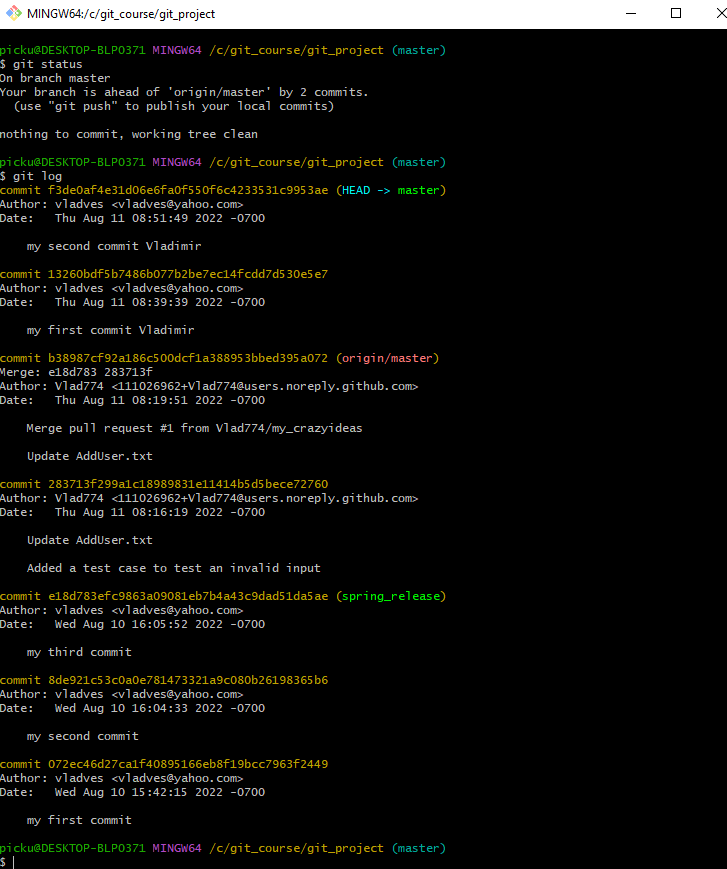 MINGW64:/c/git_course/git_project
picku@DESKTOP-BLPO371 MINGW64 /c/git_course/git_project (master)
$ git status
On branch master
Your branch is ahead of 'origin/master' by 2 commits.
  (use "git push" to publish your local commits)
nothing to commit, working tree clean
picku@DESKTOP-BLPO371 MINGW64 /c/git_course/git_project (master)
$ git log
commit f3de0af4e31d06e6fa0f550f6c4233531c9953ae (HEAD -> master)
Author: vladves <vladves@yahoo.com>
Date:   Thu Aug 11 08:51:49 2022 -0700
    my second commit Vladimir
commit 13260bdf5b7486b077b2be7ec14fcdd7d530e5e7
Author: vladves <vladves@yahoo.com>
Date:   Thu Aug 11 08:39:39 2022 -0700
    my first commit Vladimir
commit b38987cf92a186c500dcf1a388953bbed395a072 (origin/master)
Merge: e18d783 283713f
Author: Vlad774 <111026962+Vlad774@users.noreply.github.com>
Date:   Thu Aug 11 08:19:51 2022 -0700
    Merge pull request #1 from Vlad774/my_crazyideas
    Update AddUser.txt
commit 283713f299a1c18989831e11414b5d5bece72760
Author: Vlad774 <111026962+Vlad774@users.noreply.github.com>
Date:   Thu Aug 11 08:16:19 2022 -0700
    Update AddUser.txt
    Added a test case to test an invalid input
commit e18d783efc9863a09081eb7b4a43c9dad51da5ae (spring_release)
Author: vladves <vladves@yahoo.com>
Date:   Wed Aug 10 16:05:52 2022 -0700
    my third commit
commit 8de921c53c0a0e781473321a9c080b26198365b6
Author: vladves <vladves@yahoo.com>
Date:   Wed Aug 10 16:04:33 2022 -0700
    my second commit
commit 072ec46d27ca1f40895166eb8f19bcc7963f2449
Author: vladves <vladves@yahoo.com>
Date:   Wed Aug 10 15:42:15 2022 -0700
    my first commit
picku@DESKTOP-BLPO371 MINGW64 /c/git_course/git_project (master)
$